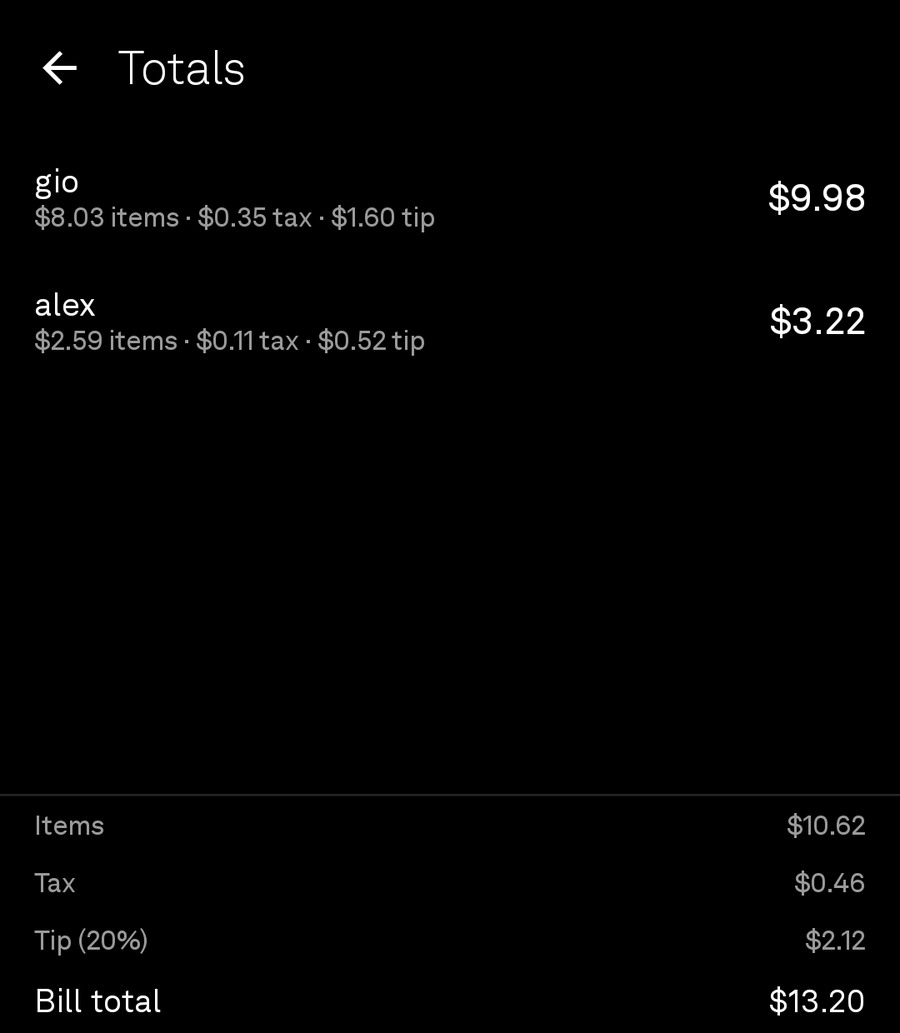 Totals
gio
$8.03 items · $0.35 tax · $1.60 tip
$9.98
alex
$2.59 items · $0.11 tax · $0.52 tip
$3.22
Items $10.62
Tax $0.46
Tip (20%) $2.12
Bill total $13.20